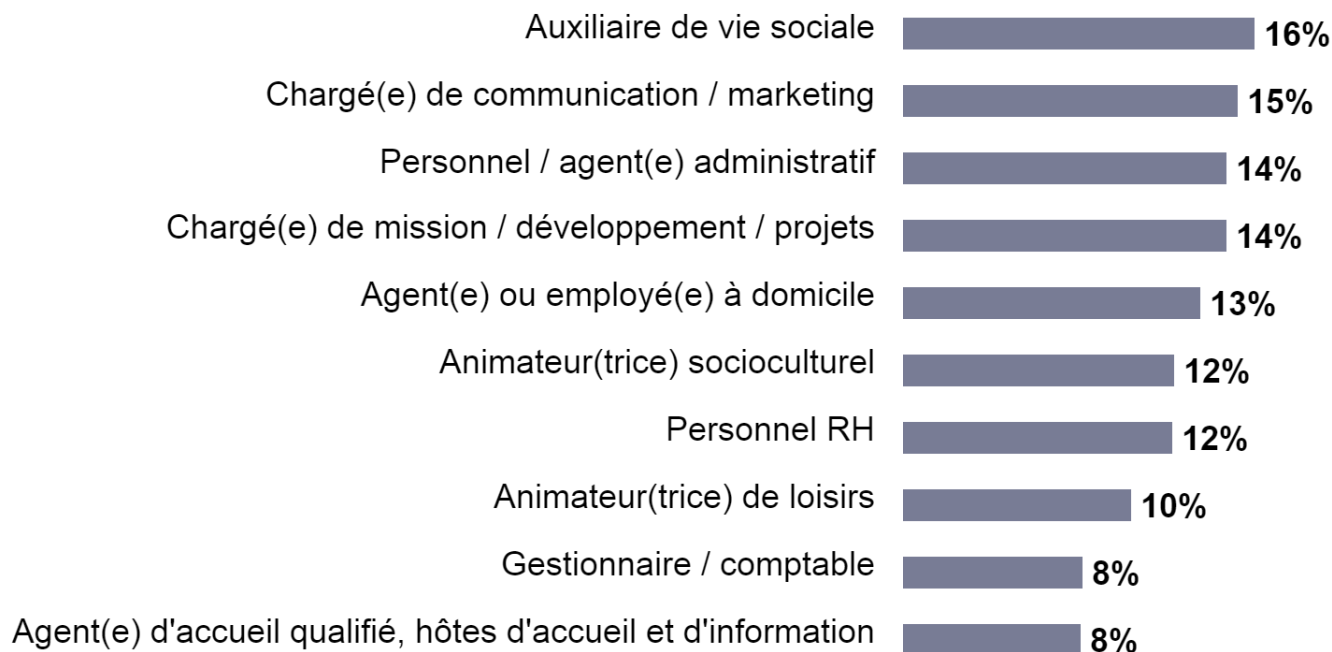 Auxiliaire de vie sociale 16%
Chargé(e) de communication / marketing 15%
Personnel / agent(e) administratif 14%
Chargé(e) de mission / développement / projets 14%
Agent(e) ou employé(e) à domicile 13%
Animateur(trice) socioculturel 12%
Personnel RH 12%
Animateur(trice) de loisirs 10%
Gestionnaire / comptable 8%
Agent(e) d'accueil qualifié, hôtes d'accueil et d'information 8%